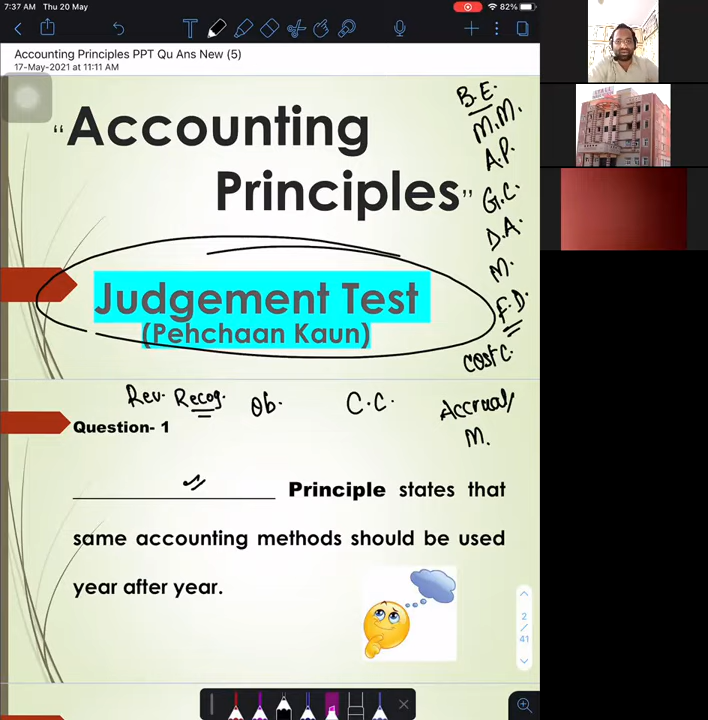 7:37 AM Thu 20 May
82%
Accounting Principles PPT Qu Ans New (5)
17-May-2021 at 11:11 AM
"Accounting
Principles"
B.E.
M.M.
A.P.
G.C.
D.A.
M.
F.D.
Cost C.
Judgement Test
(Pehchaan Kaun)
Rev. Recog. Ob. C.C. Accrual/
M.
Question- 1
__________ Principle states that
same accounting methods should be used
year after year.
2
/
41